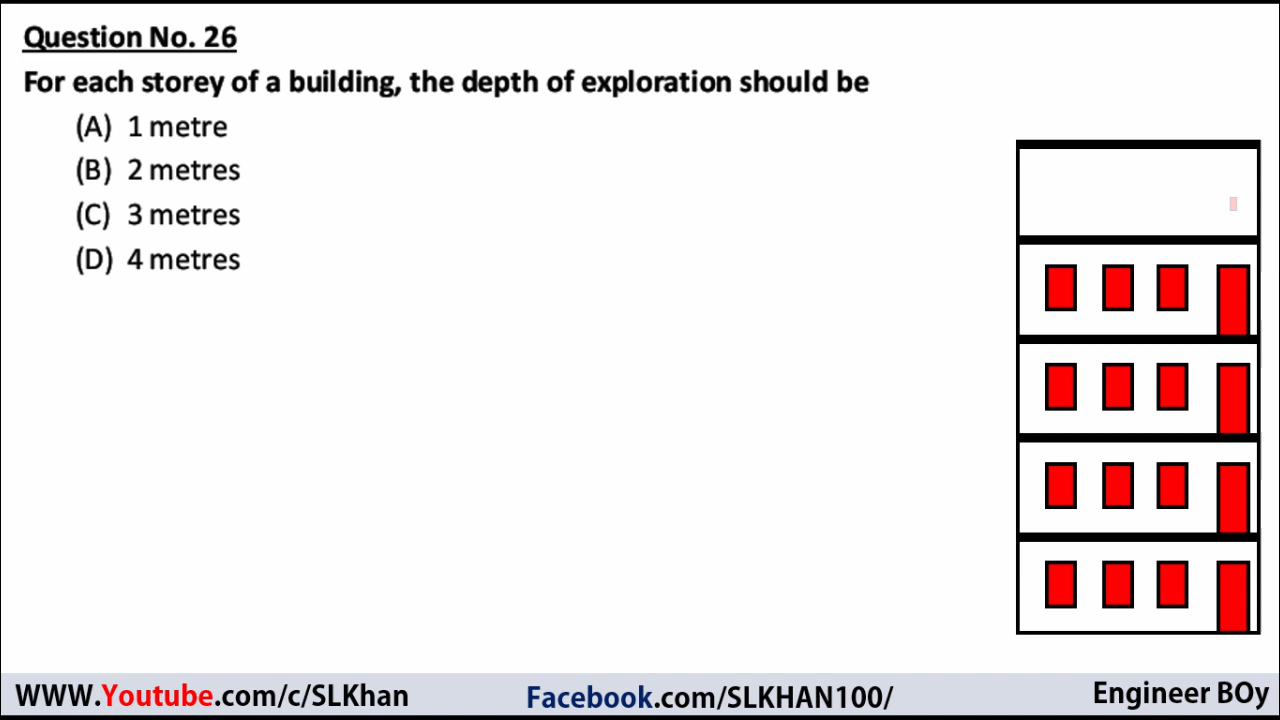 Question No. 26
For each storey of a building, the depth of exploration should be
(A) 1 metre
(B) 2 metres
(C) 3 metres
(D) 4 metres
WWW.Youtube.com/c/SLKhan
Facebook.com/SLKHAN100/
Engineer BOy